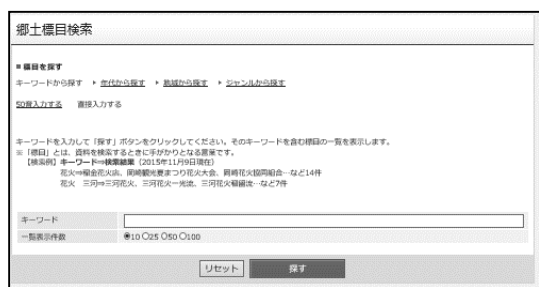 郷土標目検索
■ 標目を探す
キーワードから探す ▸ 年代から探す ▸ 地域から探す ▸ ジャンルから探す
50音入力する 直接入力する
キーワードを入力して「探す」ボタンをクリックしてください。そのキーワードを含む標目の一覧を表示します。
※「標目」とは、資料を検索するときに手がかりとなる言葉です。
【検索例】キーワード⇒検索結果（2015年11月9日現在）
花火⇒稲金花火店、岡崎観光夏まつり花火大会、岡崎花火協同組合…など14件
花火 三河⇒三河花火、三河花火一光流、三河花火稲留流…など7件
キーワード
一覧表示件数 ◉10 ○25 ○50 ○100
リセット 探す